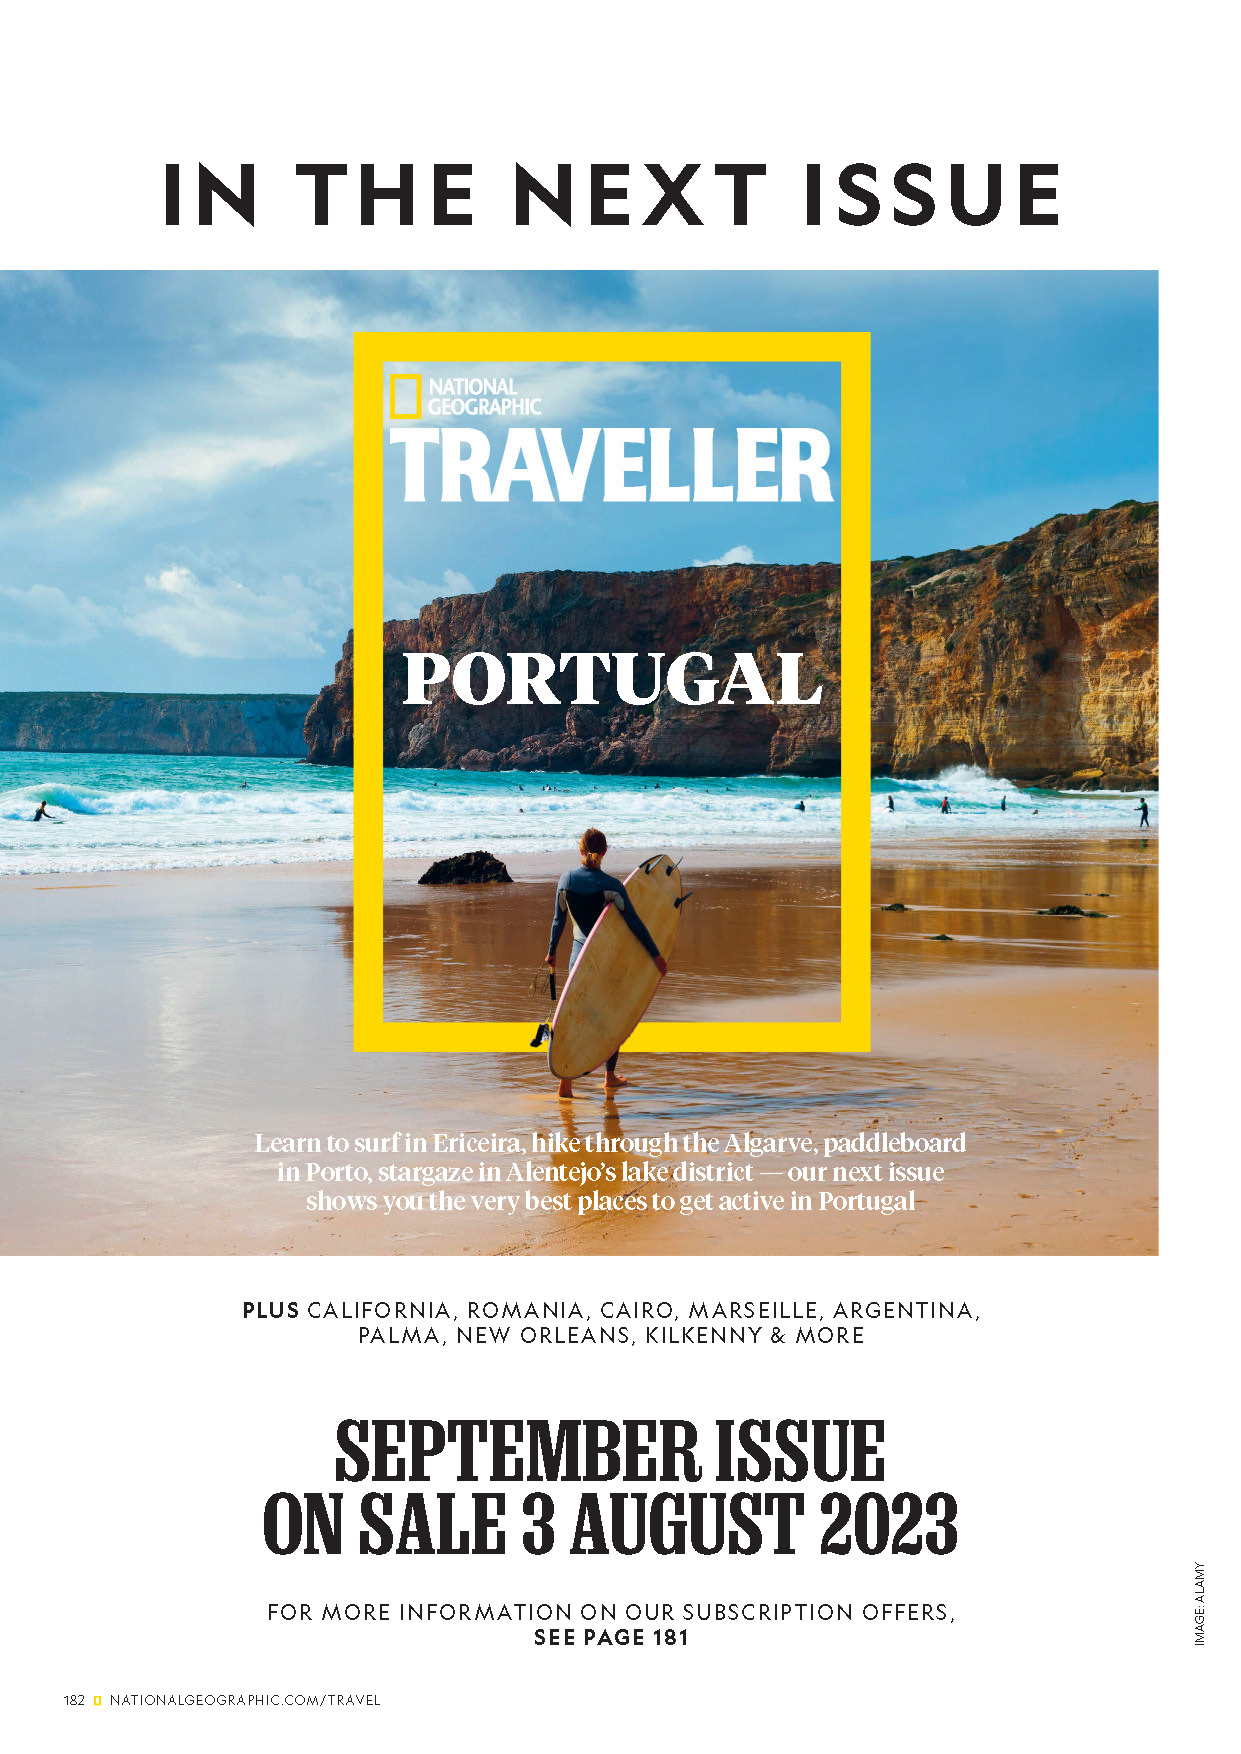 IN THE NEXT ISSUE
NATIONAL
GEOGRAPHIC
TRAVELLER
PORTUGAL
Learn to surf in Ericeira, hike through the Algarve, paddleboard
in Porto, stargaze in Alentejo’s lake district — our next issue
shows you the very best places to get active in Portugal
PLUS CALIFORNIA, ROMANIA, CAIRO, MARSEILLE, ARGENTINA,
PALMA, NEW ORLEANS, KILKENNY & MORE
SEPTEMBER ISSUE
ON SALE 3 AUGUST 2023
FOR MORE INFORMATION ON OUR SUBSCRIPTION OFFERS,
SEE PAGE 181
IMAGE: ALAMY
182 NATIONALGEOGRAPHIC.COM/TRAVEL